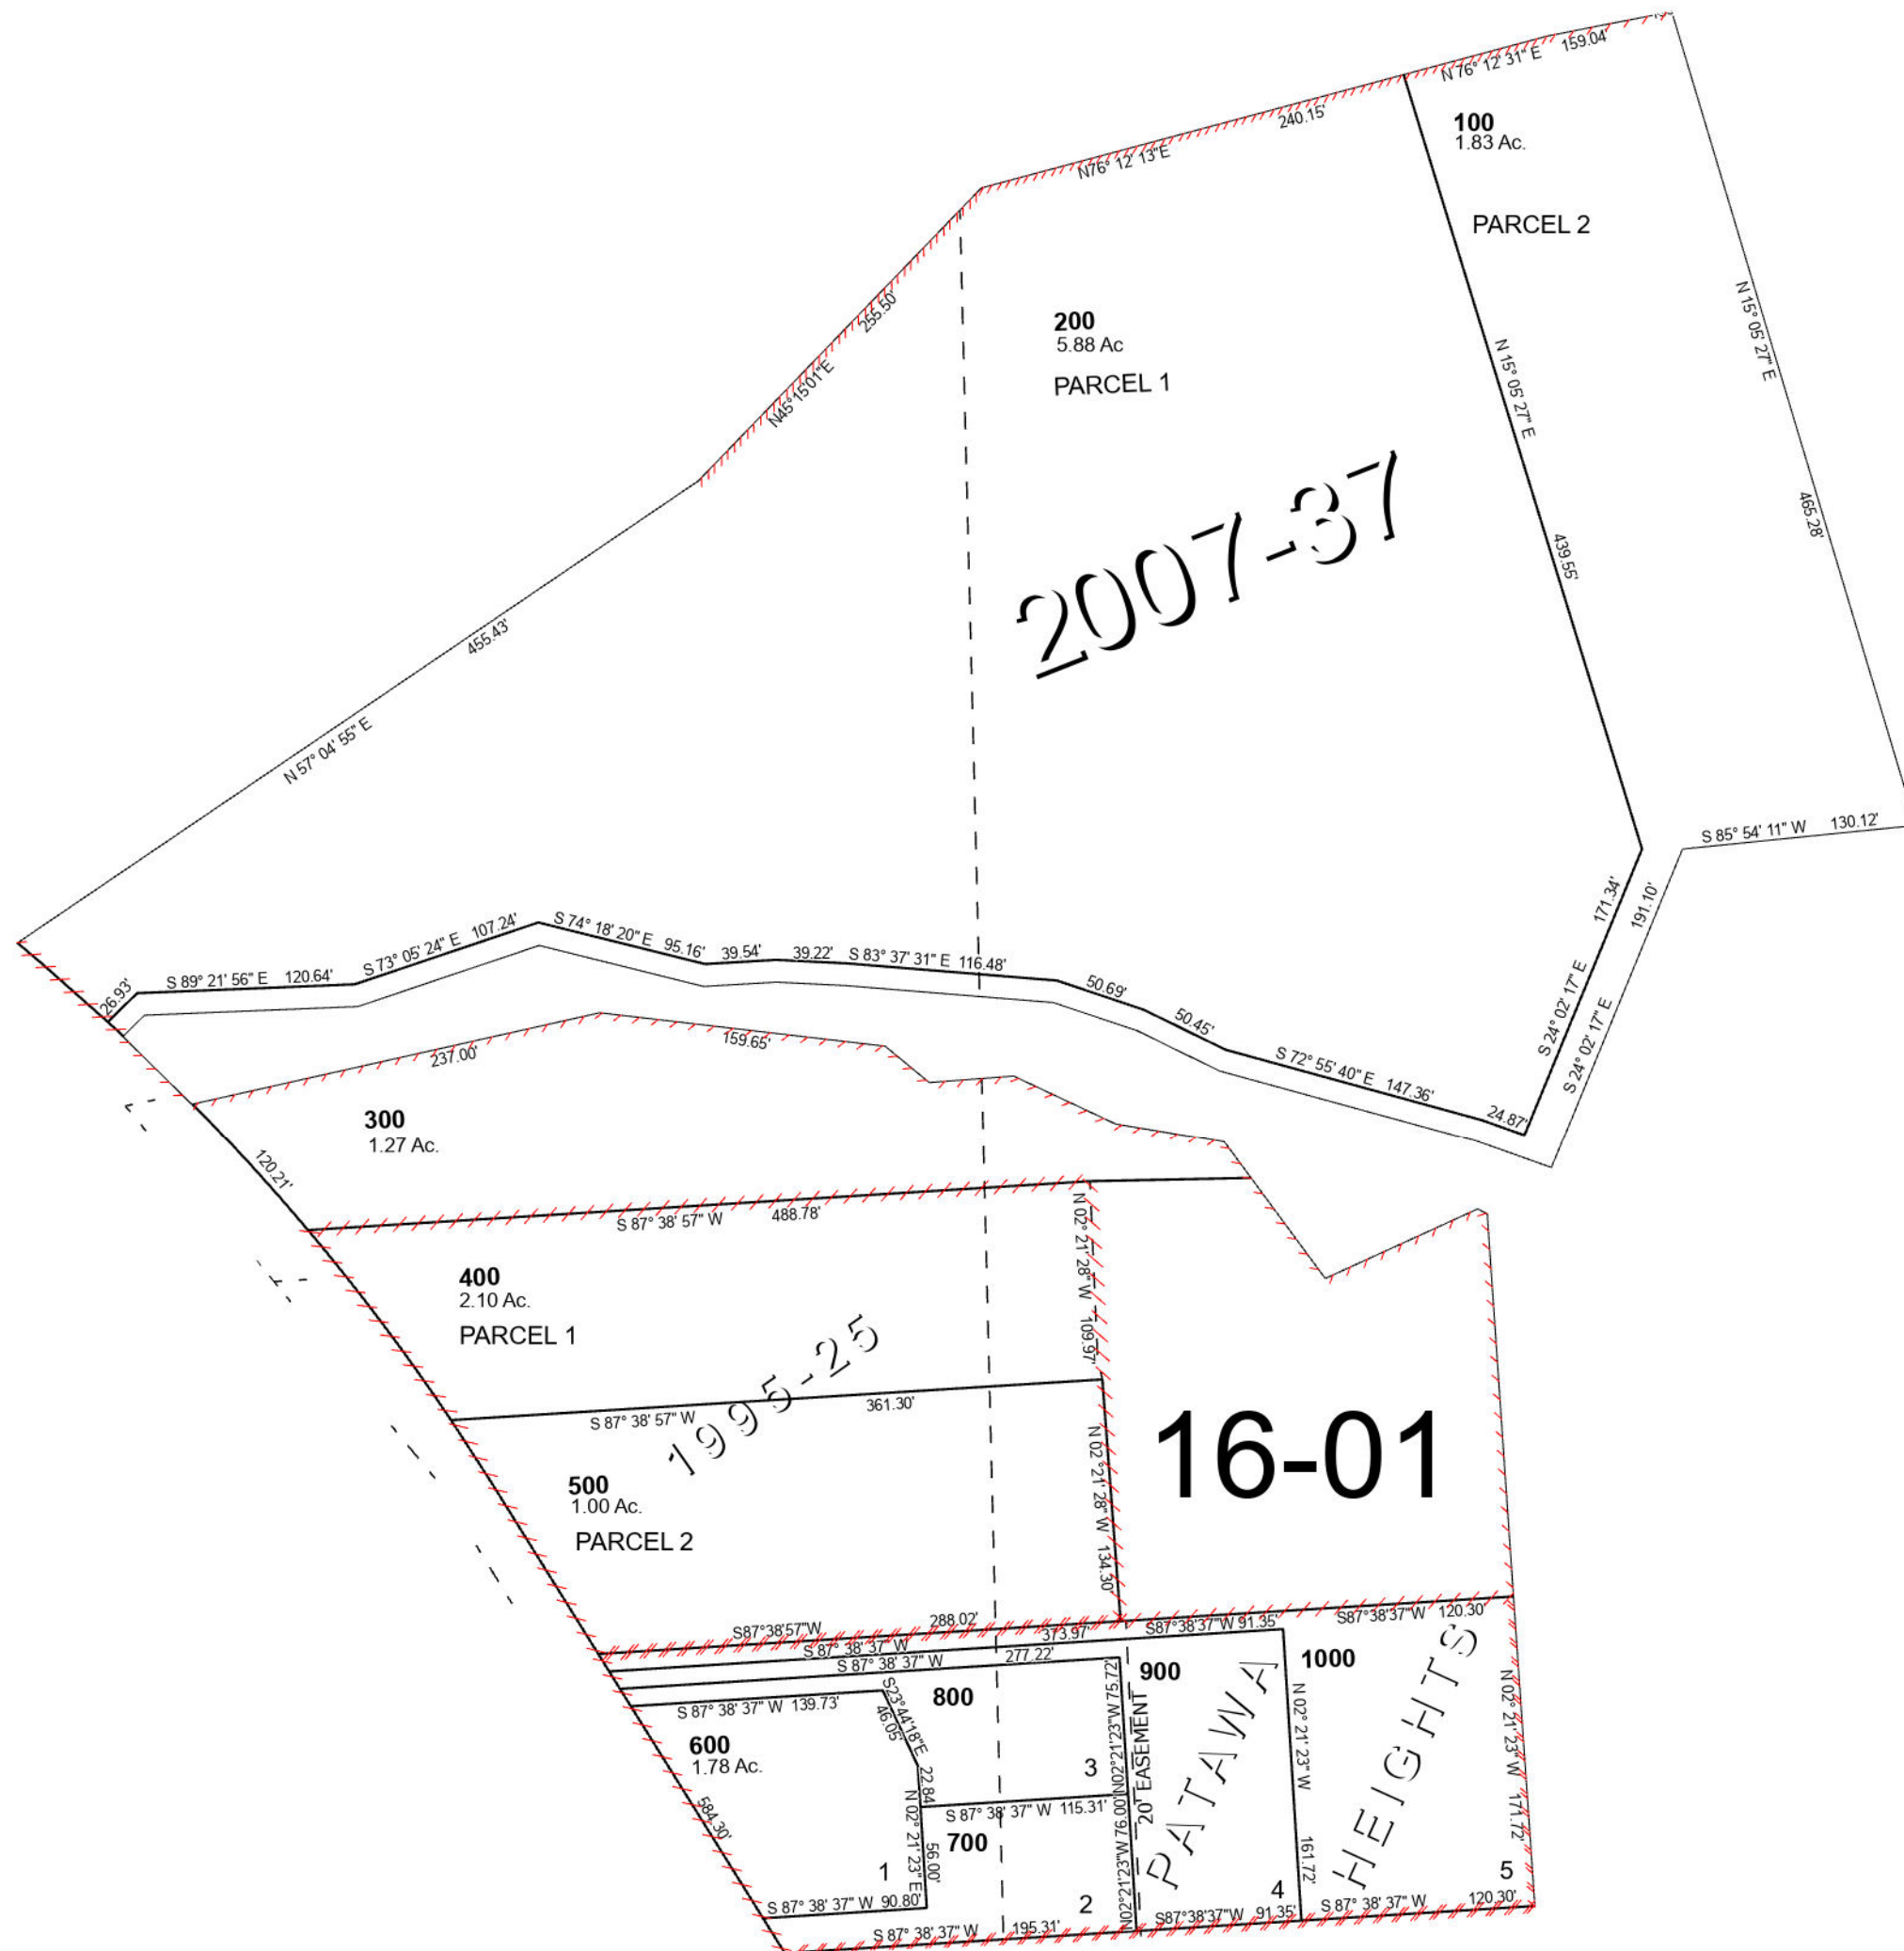 N 76° 12' 31" E 159.04'
240.15'
N76° 12' 13"E
100
1.83 Ac.
PARCEL 2
255.50'
N45°15'01"E
200
5.88 Ac
PARCEL 1
N 15° 05' 27" E
N 15° 05' 27" E
2007-37
465.28'
439.55'
455.43'
N 57° 04' 55" E
S 85° 54' 11" W 130.12'
171.34'
191.10'
S 24° 02' 17" E
S 24° 02' 17" E
26.93'
S 89° 21' 56" E 120.64'
S 73° 05' 24" E 107.24'
S 74° 18' 20" E 95.16'
39.54'
39.22'
S 83° 37' 31" E 116.48'
50.69'
50.45'
S 72° 55' 40" E 147.36'
24.87'
237.00'
159.65'
300
1.27 Ac.
120.21'
S 87° 38' 57" W 488.78'
N 02° 21' 28" W 109.97'
400
2.10 Ac.
PARCEL 1
1995-25
S 87° 38' 57" W 361.30'
16-01
N 02° 21' 28" W 134.30'
500
1.00 Ac.
PARCEL 2
S87°38'57"W 288.02'
S 87° 38' 37" W 373.97'
S87°38'37"W 91.35'
S87°38'37"W 120.30'
S 87° 38' 37" W 277.22'
S 87° 38' 37" W 139.73'
S23°44'18"E
46.05'
800
900
1000
N02°21'23"W 75.72'
20' EASEMENT
PATAWA
HEIGHTS
N 02° 21' 23" W
161.72'
N 02° 21' 23" W 171.72'
600
1.78 Ac.
584.30'
22.84'
3
S 87° 38' 37" W 115.31'
N 02° 21' 23" E
56.00'
700
N02°21'23"W 76.00'
1
2
4
5
S 87° 38' 37" W 90.80'
S 87° 38' 37" W 195.31'
S87°38'37"W 91.35'
S 87° 38' 37" W 120.30'